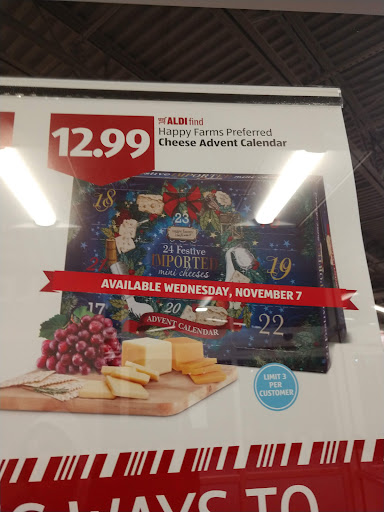 12.99
ALDI find
Happy Farms Preferred
Cheese Advent Calendar
18
23
24 Festive
IMPORTED
mini cheeses
19
AVAILABLE WEDNESDAY, NOVEMBER 7
17
20
22
ADVENT CALENDAR
LIMIT 3
PER
CUSTOMER
WAYS TO